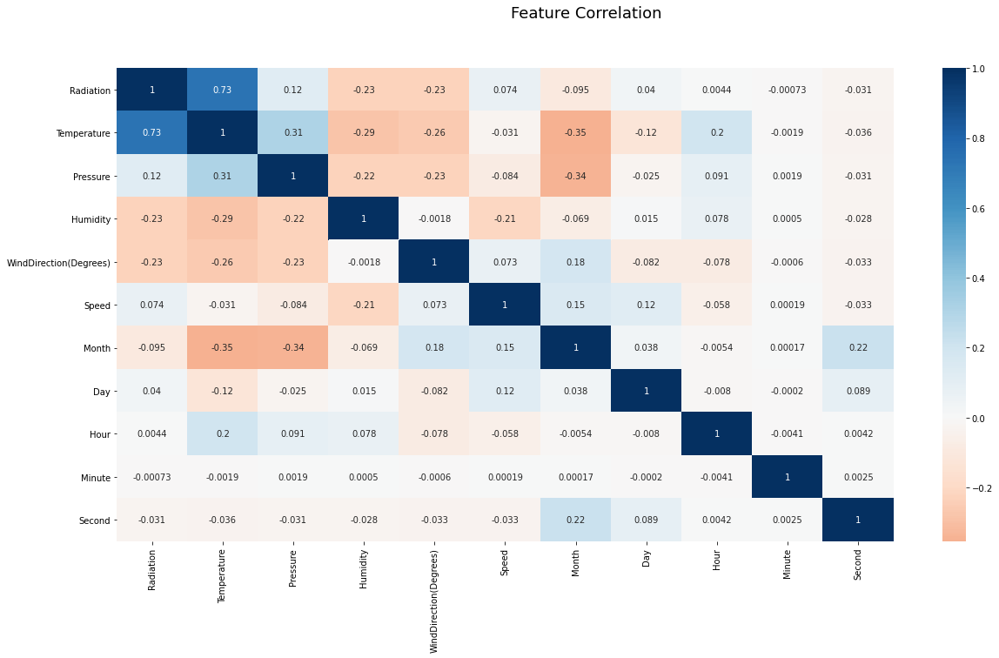 Feature Correlation
Radiation 1 0.73 0.12 -0.23 -0.23 0.074 -0.095 0.04 0.0044 -0.00073 -0.031
Temperature 0.73 1 0.31 -0.29 -0.26 -0.031 -0.35 -0.12 0.2 -0.0019 -0.036
Pressure 0.12 0.31 1 -0.22 -0.23 -0.084 -0.34 -0.025 0.091 0.0019 -0.031
Humidity -0.23 -0.29 -0.22 1 -0.0018 -0.21 -0.069 0.015 0.078 0.0005 -0.028
WindDirection(Degrees) -0.23 -0.26 -0.23 -0.0018 1 0.073 0.18 -0.082 -0.078 -0.0006 -0.033
Speed 0.074 -0.031 -0.084 -0.21 0.073 1 0.15 0.12 -0.058 0.00019 -0.033
Month -0.095 -0.35 -0.34 -0.069 0.18 0.15 1 0.038 -0.0054 0.00017 0.22
Day 0.04 -0.12 -0.025 0.015 -0.082 0.12 0.038 1 -0.008 -0.0002 0.089
Hour 0.0044 0.2 0.091 0.078 -0.078 -0.058 -0.0054 -0.008 1 -0.0041 0.0042
Minute -0.00073 -0.0019 0.0019 0.0005 -0.0006 0.00019 0.00017 -0.0002 -0.0041 1 0.0025
Second -0.031 -0.036 -0.031 -0.028 -0.033 -0.033 0.22 0.089 0.0042 0.0025 1
Radiation Temperature Pressure Humidity WindDirection(Degrees) Speed Month Day Hour Minute Second
1.0
0.8
0.6
0.4
0.2
0.0
−0.2